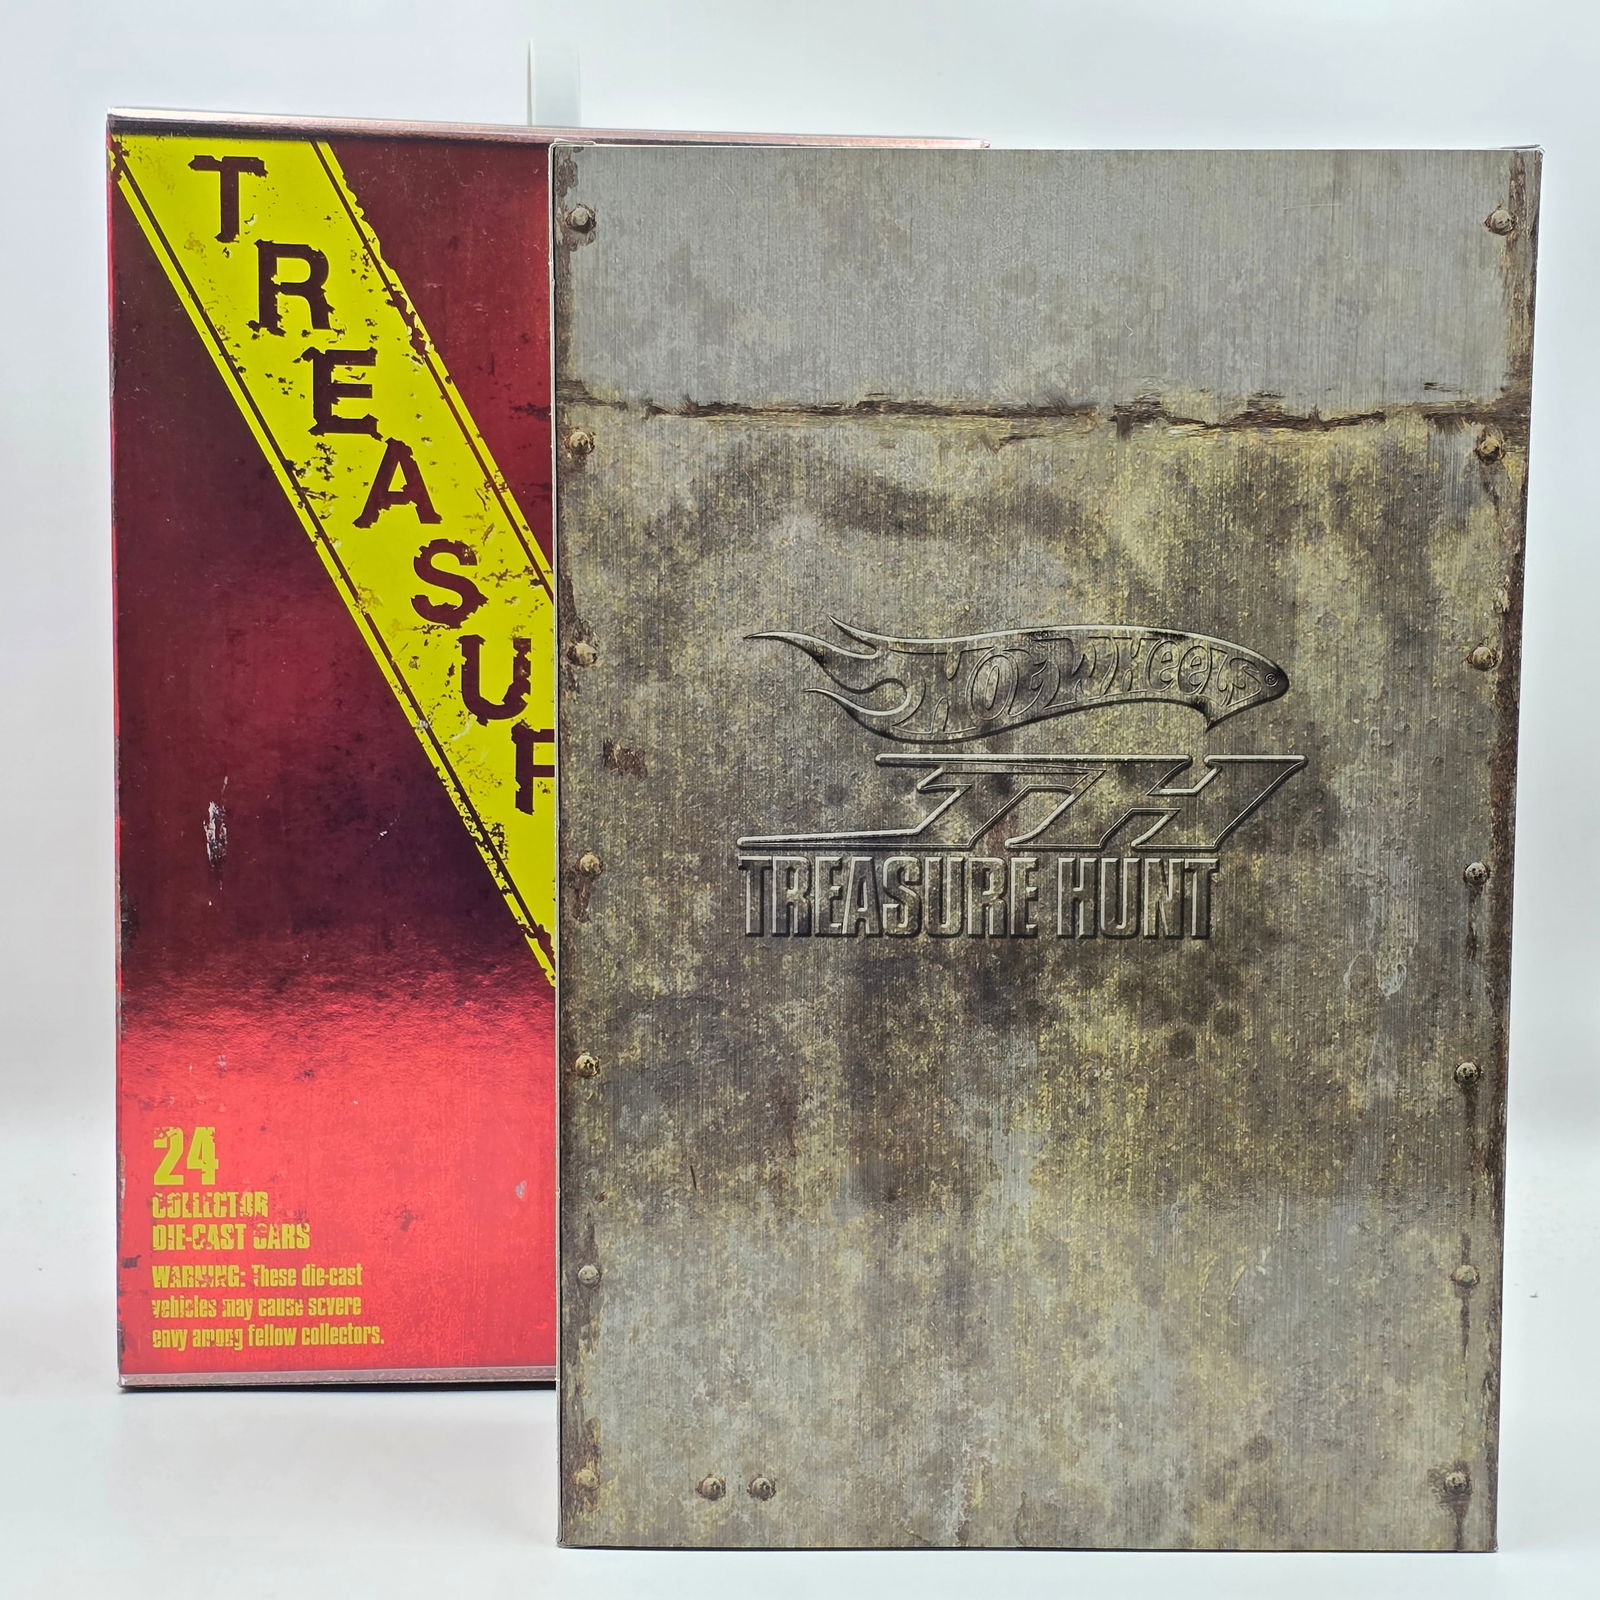 TREASUR
24
COLLECTOR
DIE-CAST CARS
WARNING: These die-cast
vehicles may cause severe
envy among fellow collectors.
Hot Wheels®
TH
TREASURE HUNT